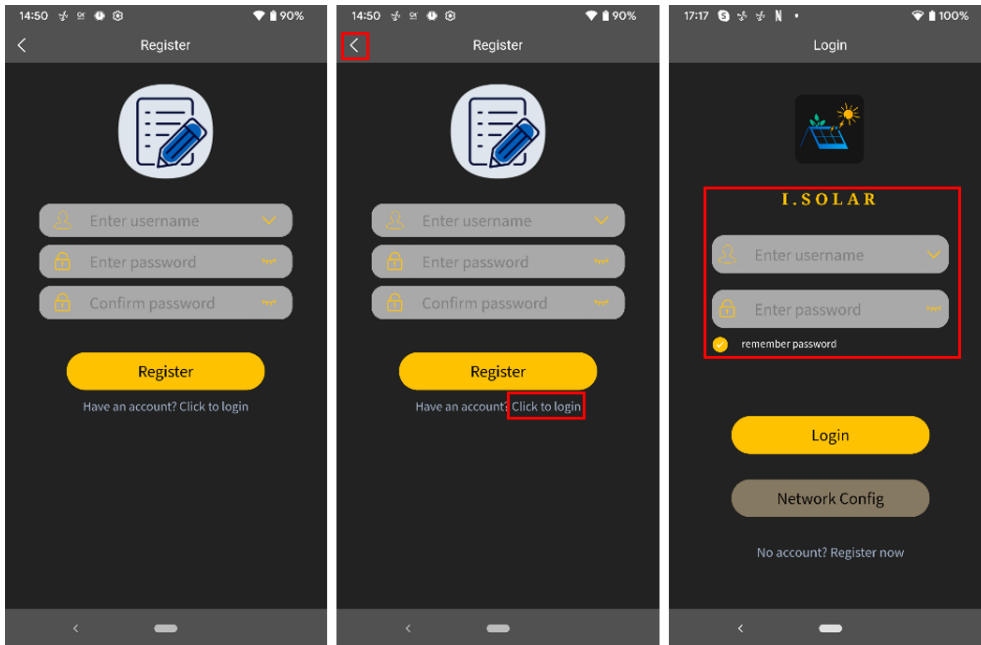 14:50 90%
Register
Enter username
Enter password
Confirm password
Register
Have an account? Click to login
14:50 90%
Register
Enter username
Enter password
Confirm password
Register
Have an account? Click to login
17:17 100%
Login
I.SOLAR
Enter username
Enter password
remember password
Login
Network Config
No account? Register now